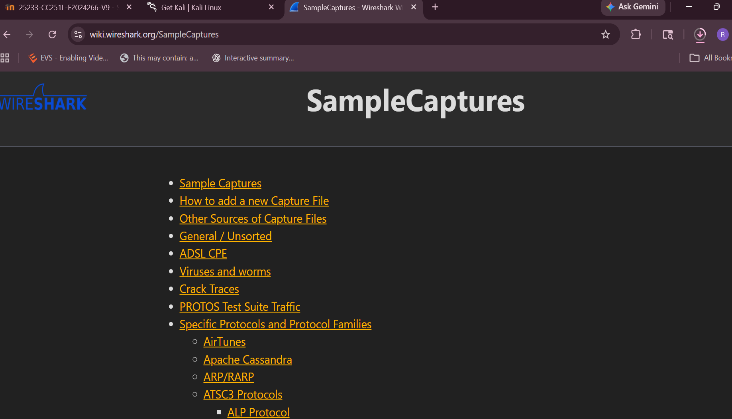 25233-CC251L-F2024266-V9 -
Get Kali | Kali Linux
SampleCaptures - Wireshark W
Ask Gemini
wiki.wireshark.org/SampleCaptures
R
EVS - Enabling Vide...
This may contain: a...
Interactive summary...
All Book
WIRESHARK
SampleCaptures
Sample Captures
How to add a new Capture File
Other Sources of Capture Files
General / Unsorted
ADSL CPE
Viruses and worms
Crack Traces
PROTOS Test Suite Traffic
Specific Protocols and Protocol Families
AirTunes
Apache Cassandra
ARP/RARP
ATSC3 Protocols
ALP Protocol